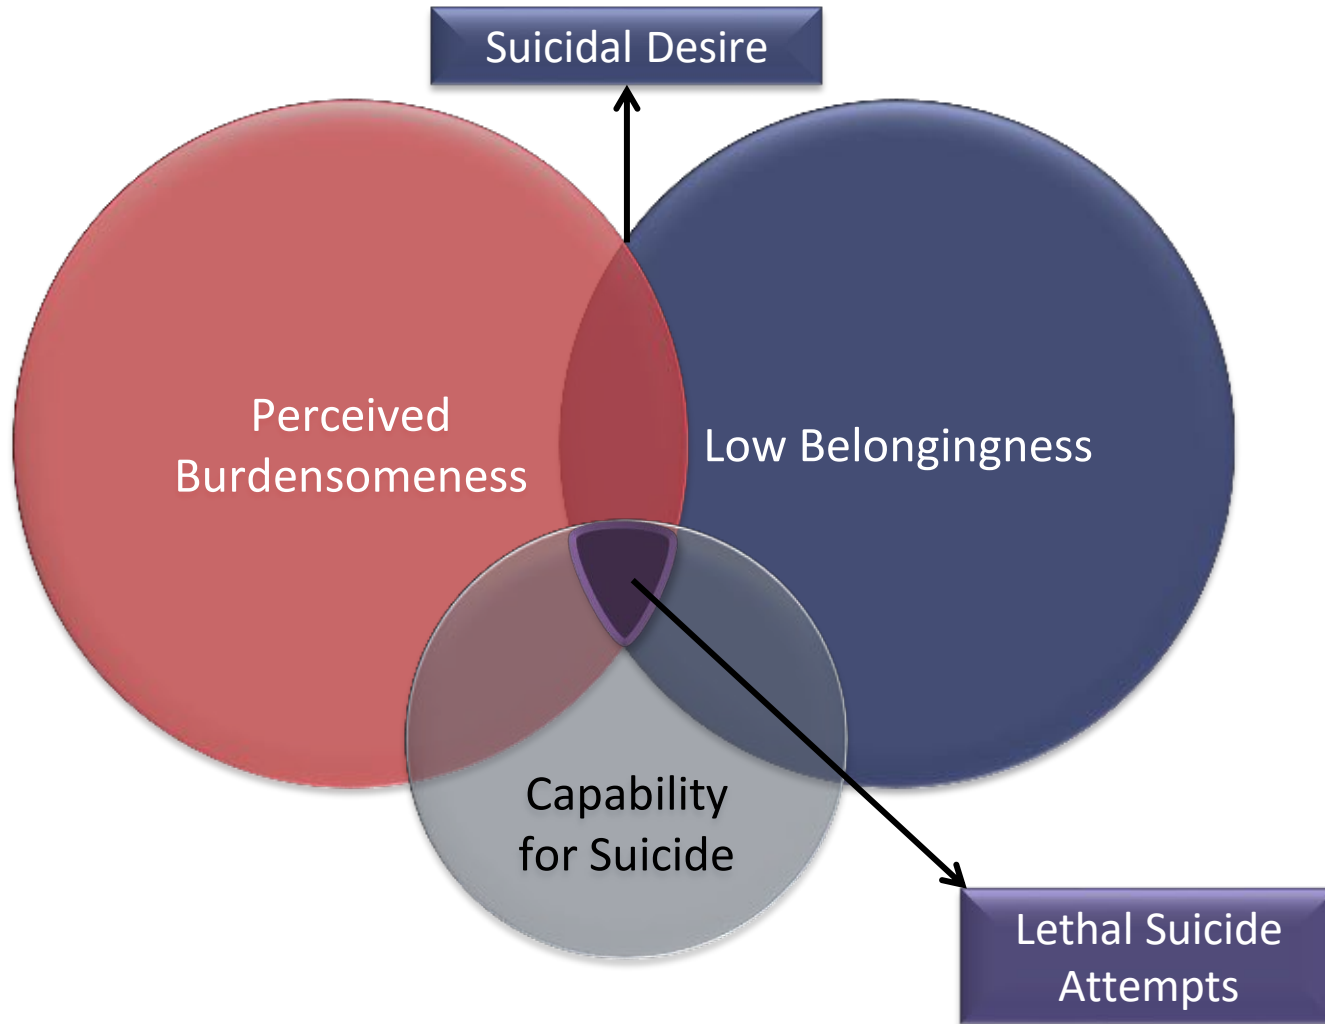 Suicidal Desire
Perceived
Burdensomeness
Low Belongingness
Capability
for Suicide
Lethal Suicide
Attempts